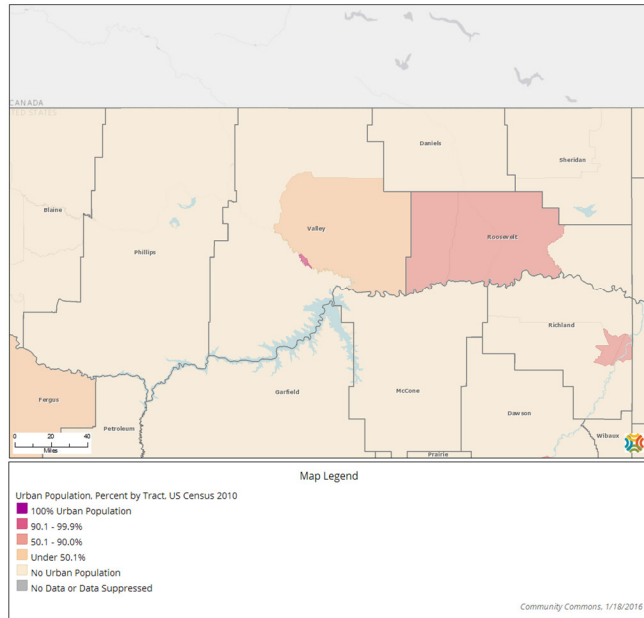 CANADA
UNITED STATES
Daniels
Sheridan
Blaine
Valley
Roosevelt
Phillips
Richland
Garfield
McCone
Fergus
Petroleum
Dawson
Wibaux
Prairie
0 20 40
Miles
Map Legend
Urban Population, Percent by Tract, US Census 2010
100% Urban Population
90.1 - 99.9%
50.1 - 90.0%
Under 50.1%
No Urban Population
No Data or Data Suppressed
Community Commons, 1/18/2016